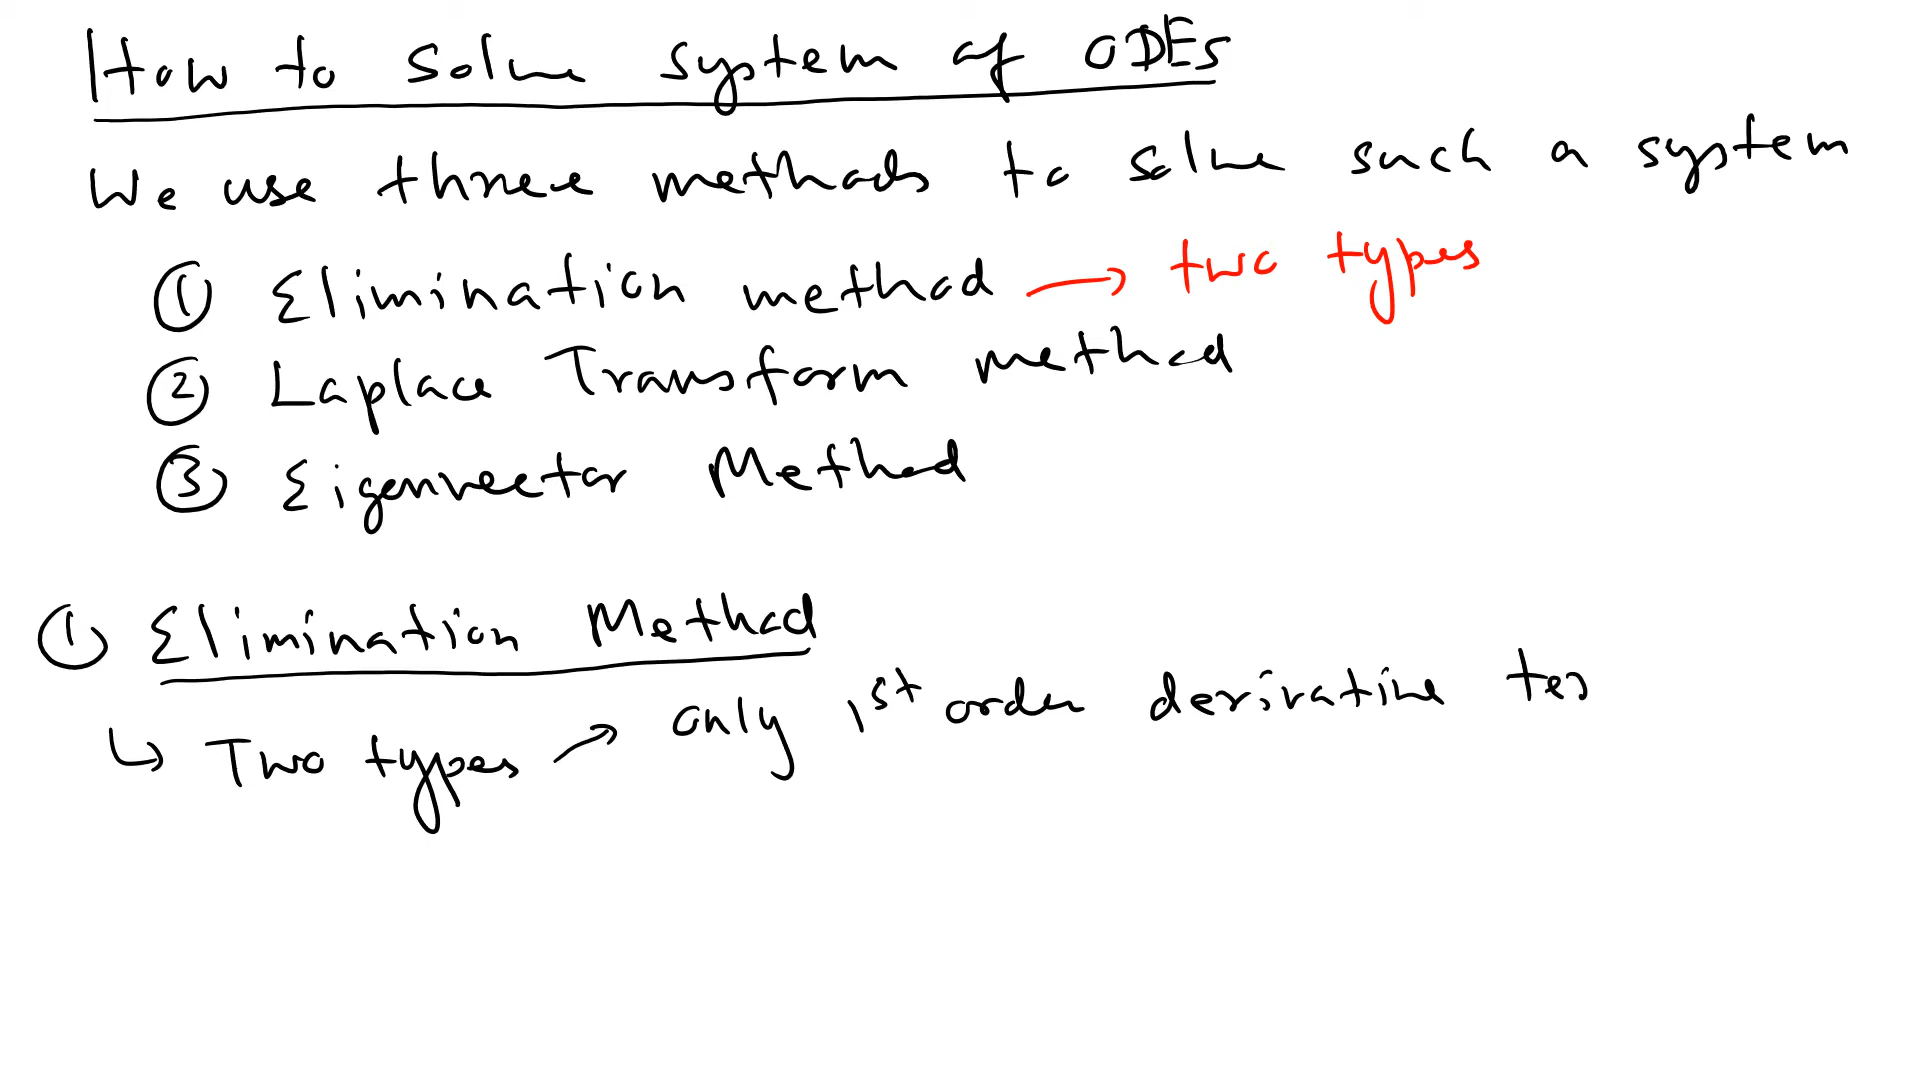 How to solve system of ODEs
We use three methods to solve such a system
① Elimination method → two types
② Laplace Transform method
③ Eigenvector Method
① Elimination Method
↳ Two types → only 1st order derivative